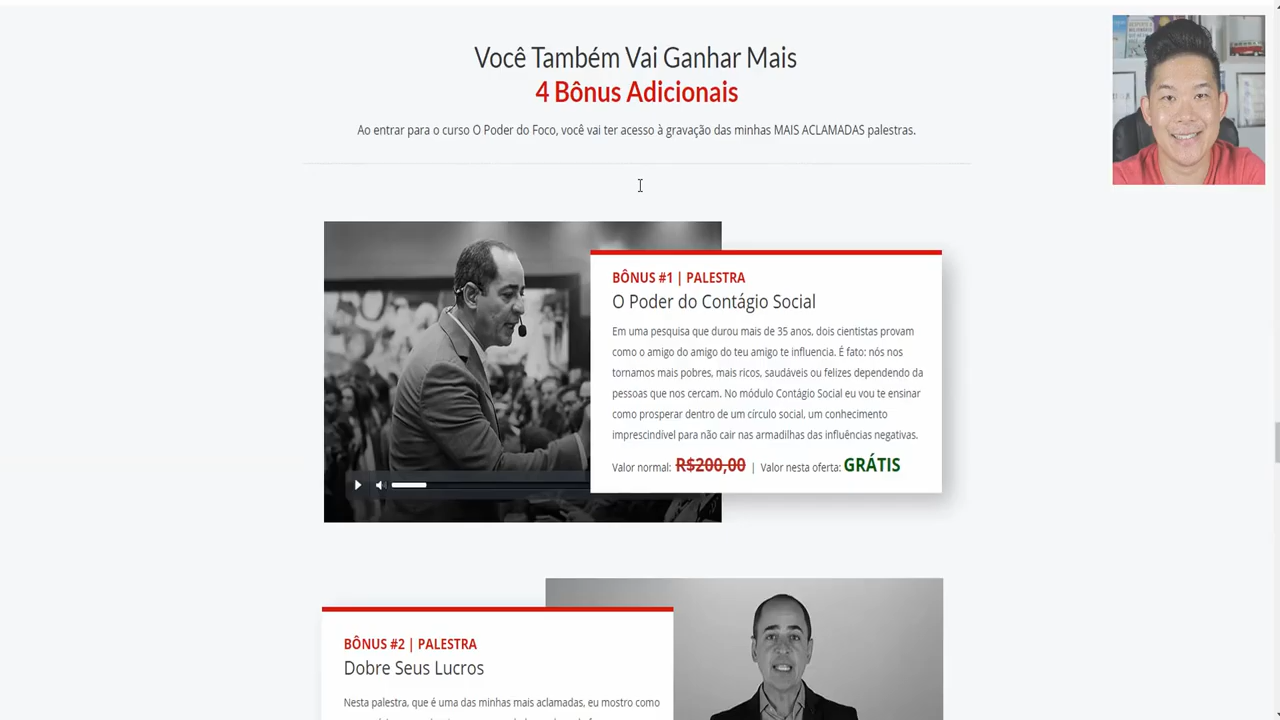 Você Também Vai Ganhar Mais
4 Bônus Adicionais
Ao entrar para o curso O Poder do Foco, você vai ter acesso à gravação das minhas MAIS ACLAMADAS palestras.
BÔNUS #1 | PALESTRA
O Poder do Contágio Social
Em uma pesquisa que durou mais de 35 anos, dois cientistas provam
como o amigo do amigo do teu amigo te influencia. É fato: nós nos
tornamos mais pobres, mais ricos, saudáveis ou felizes dependendo da
pessoas que nos cercam. No módulo Contágio Social eu vou te ensinar
como prosperar dentro de um círculo social, um conhecimento
imprescindível para não cair nas armadilhas das influências negativas.
Valor normal: R$200,00 | Valor nesta oferta: GRÁTIS
BÔNUS #2 | PALESTRA
Dobre Seus Lucros
Nesta palestra, que é uma das minhas mais aclamadas, eu mostro como